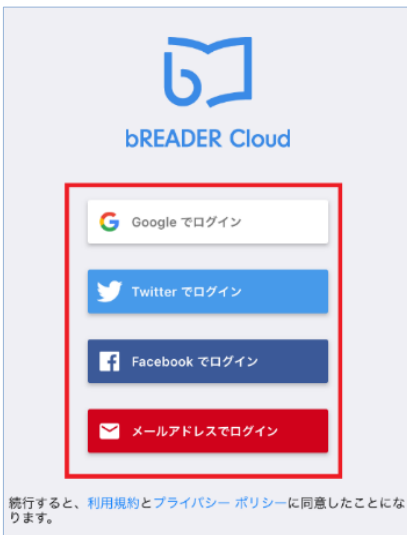 bREADER Cloud
Google でログイン
Twitter でログイン
Facebook でログイン
メールアドレスでログイン
続行すると、利用規約とプライバシー ポリシーに同意したことにな
ります。